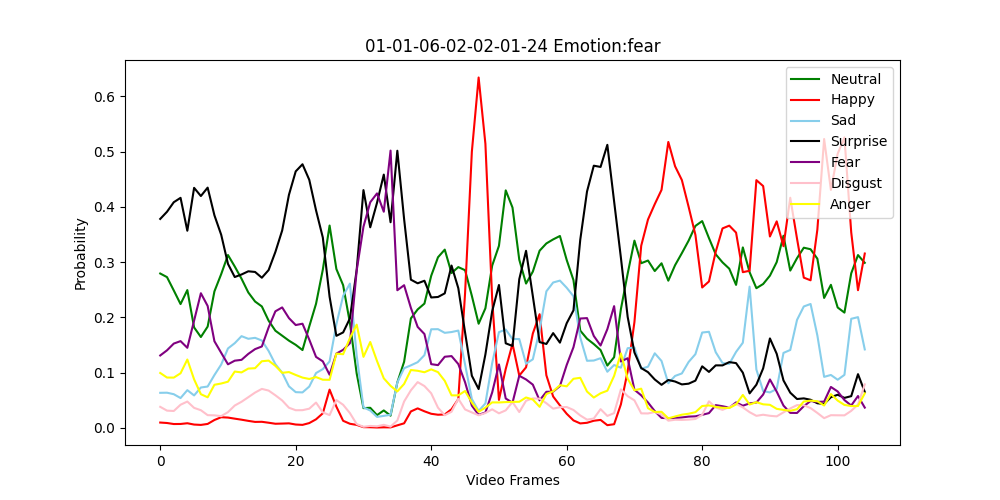 01-01-06-02-02-01-24 Emotion:fear
Probability
0.6
0.5
0.4
0.3
0.2
0.1
0.0
Neutral
Happy
Sad
Surprise
Fear
Disgust
Anger
0 20 40 60 80 100
Video Frames